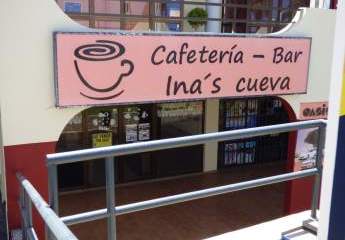 Cafetería - Bar
Ina´s cueva